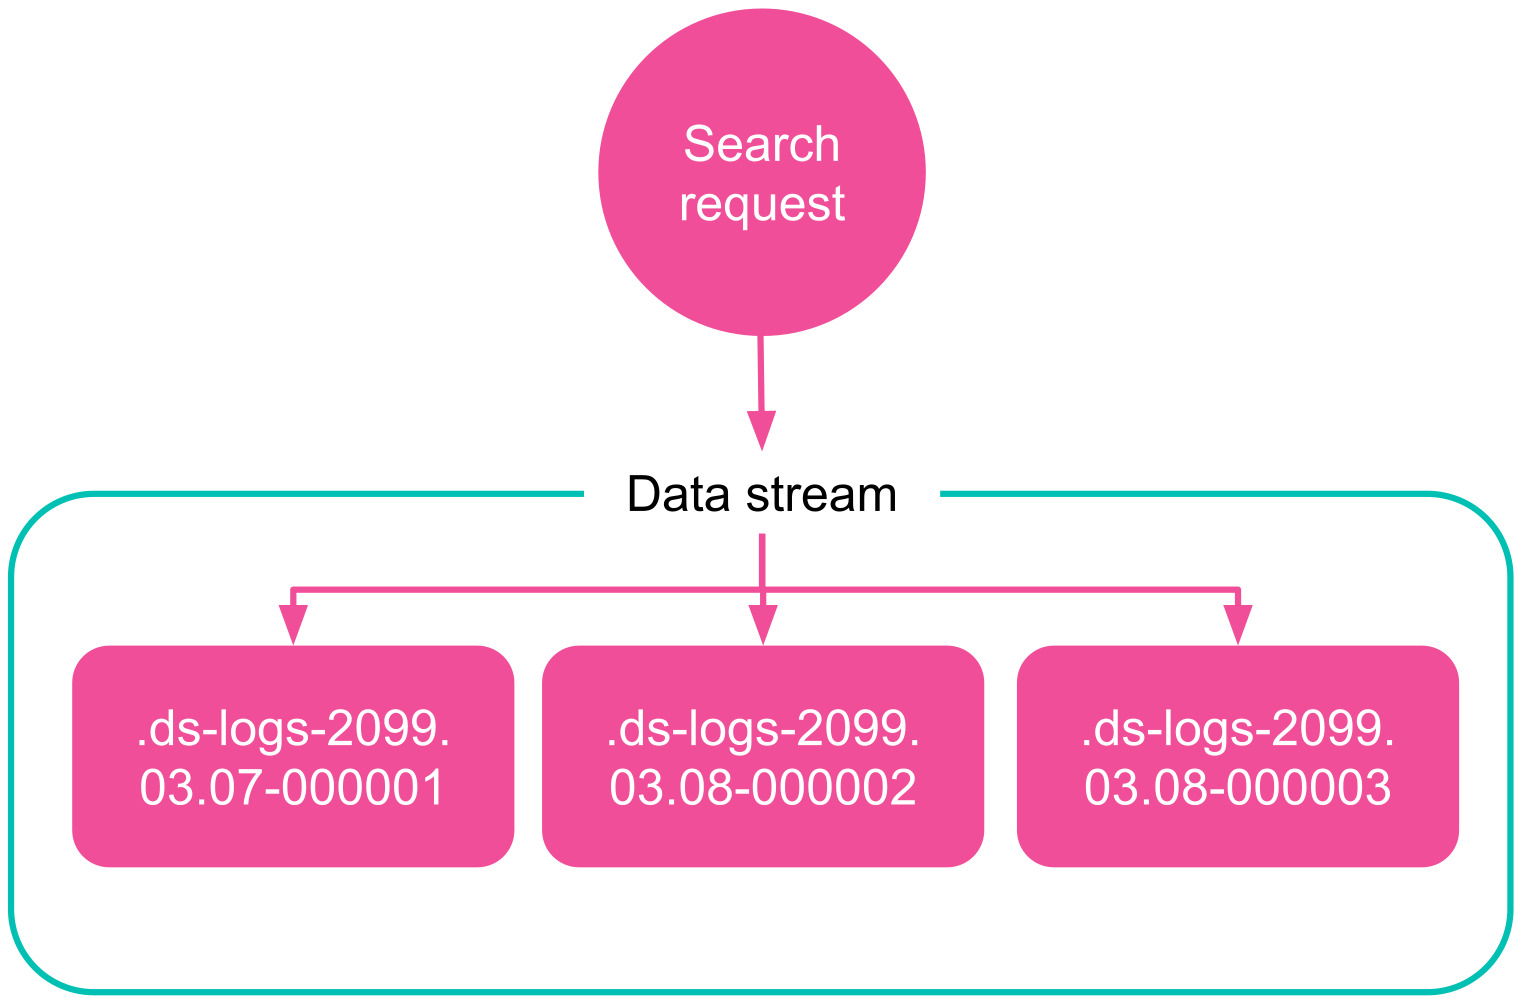 Search
request
Data stream
.ds-logs-2099.
03.07-000001
.ds-logs-2099.
03.08-000002
.ds-logs-2099.
03.08-000003